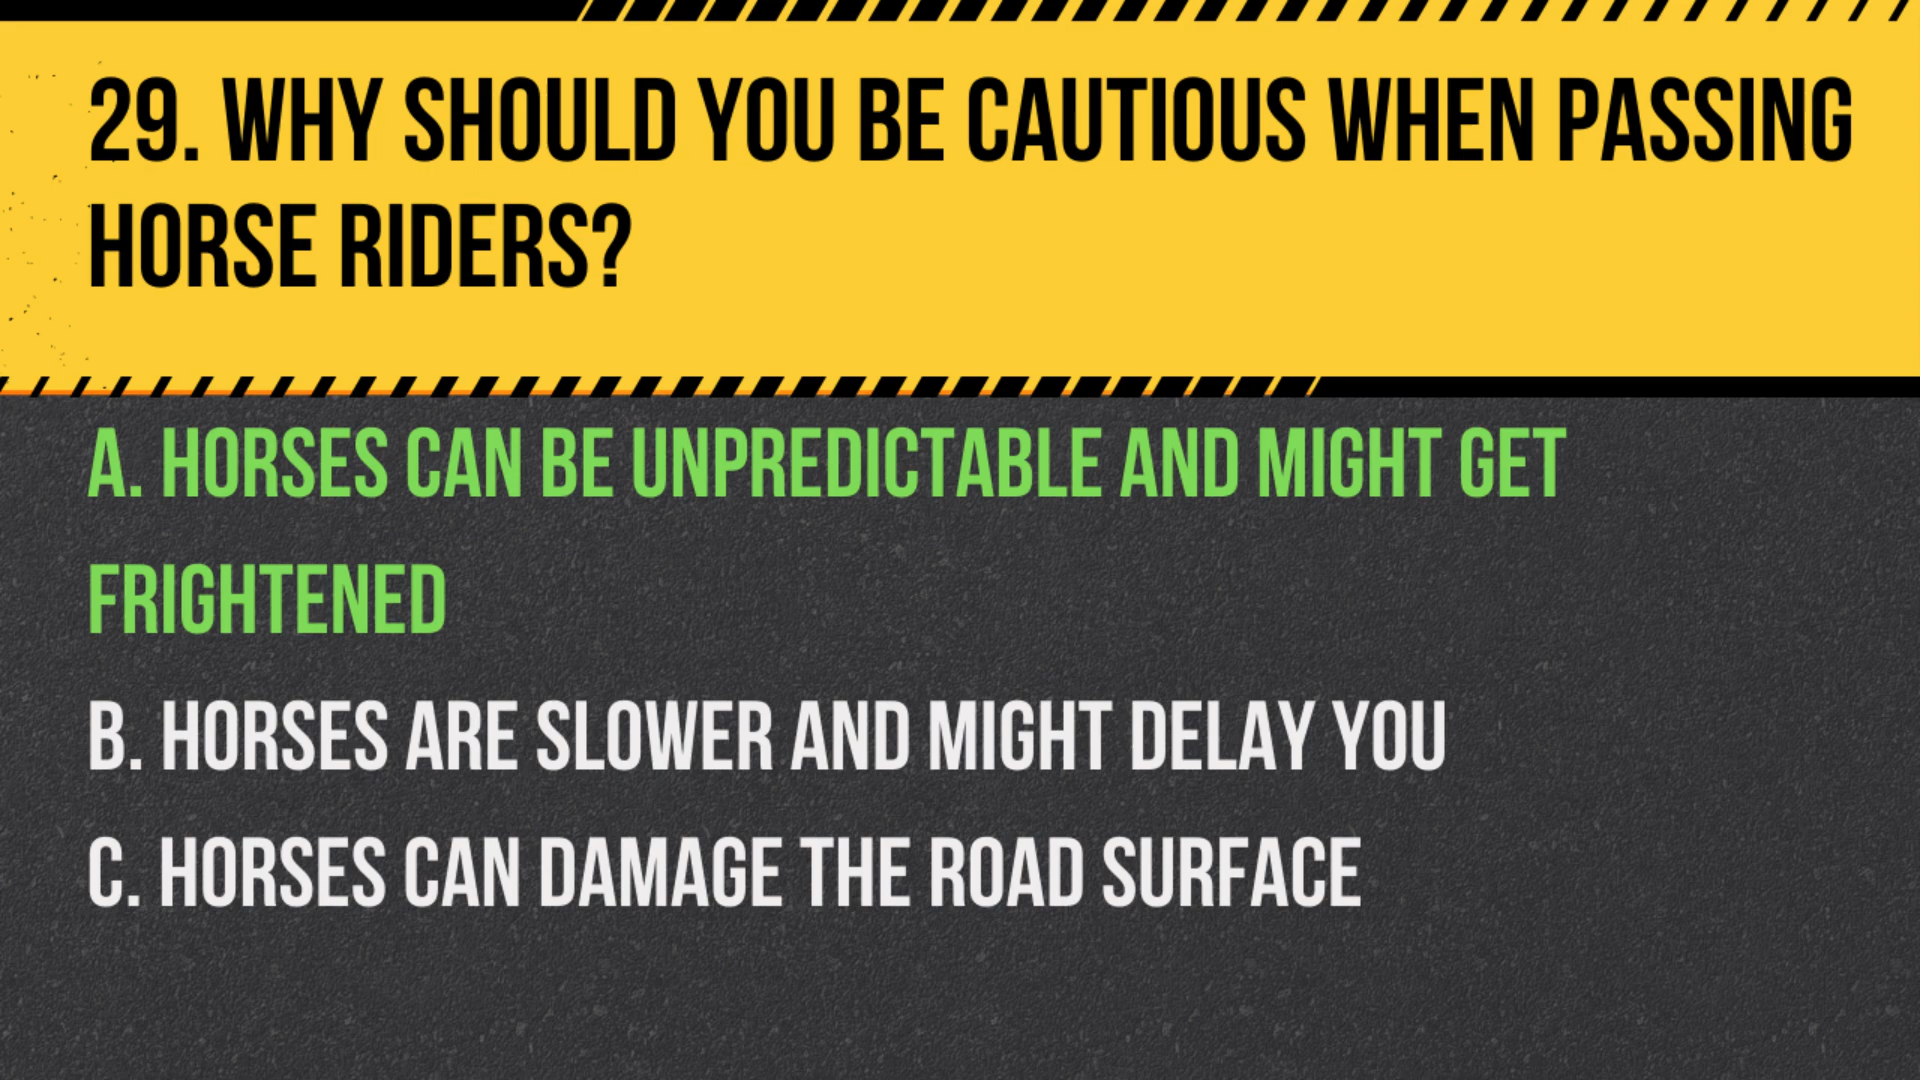 29. WHY SHOULD YOU BE CAUTIOUS WHEN PASSING
HORSE RIDERS?
A. HORSES CAN BE UNPREDICTABLE AND MIGHT GET
FRIGHTENED
B. HORSES ARE SLOWER AND MIGHT DELAY YOU
C. HORSES CAN DAMAGE THE ROAD SURFACE